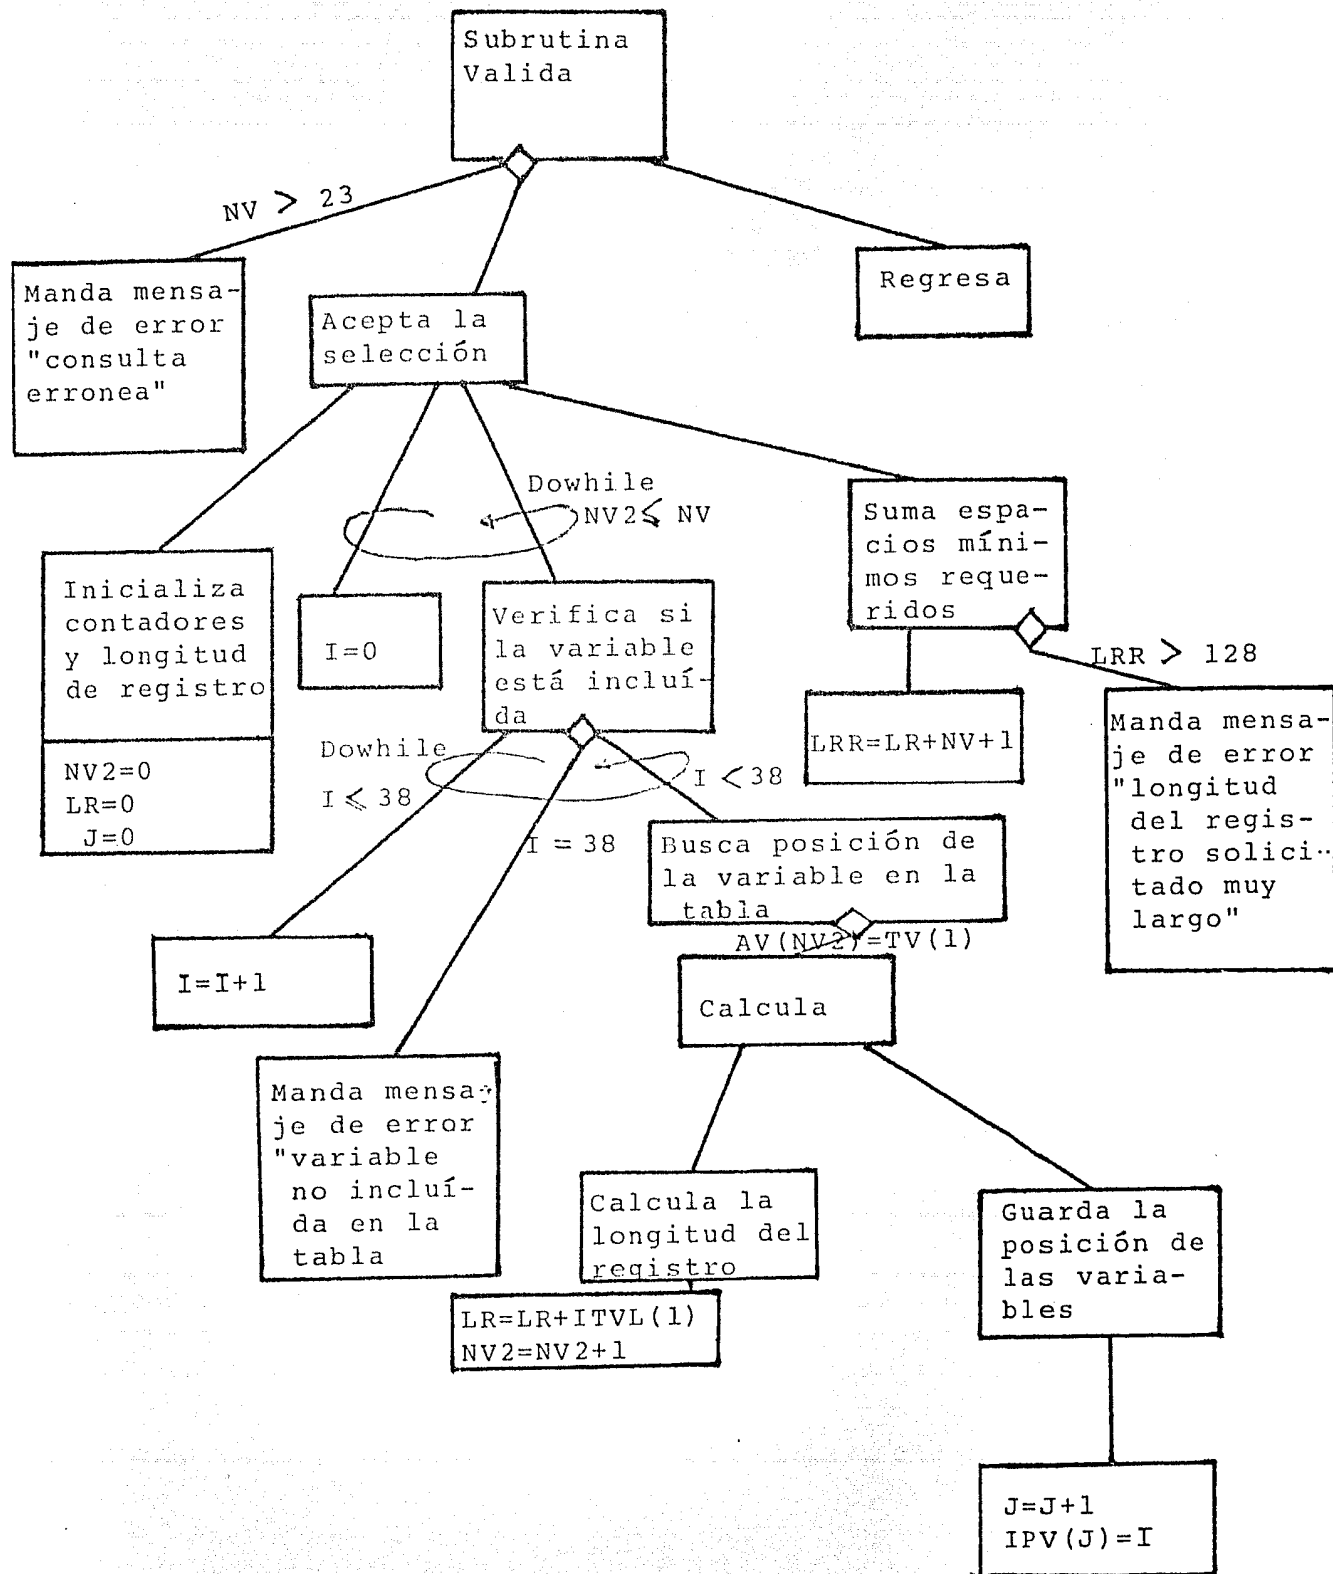 Subrutina
Valida
NV > 23
Manda mensa-
je de error
"consulta
erronea"
Acepta la
selección
Regresa
Dowhile
NV2≤ NV
Inicializa
contadores
y longitud
de registro
NV2=0
LR=0
J=0
I=0
Verifica si
la variable
está incluí-
da
Suma espa-
cios míni-
mos reque-
ridos
LRR > 128
LRR=LR+NV+1
Manda mensa-
je de error
"longitud
del regis-
tro solici-
tado muy
largo"
Dowhile
I ≤ 38
I < 38
I = 38
Busca posición de
la variable en la
tabla
AV(NV2)=TV(1)
I=I+1
Calcula
Manda mensa-
je de error
"variable
no incluí-
da en la
tabla
Calcula la
longitud del
registro
LR=LR+ITVL(1)
NV2=NV2+1
Guarda la
posición de
las varia-
bles
J=J+1
IPV(J)=I